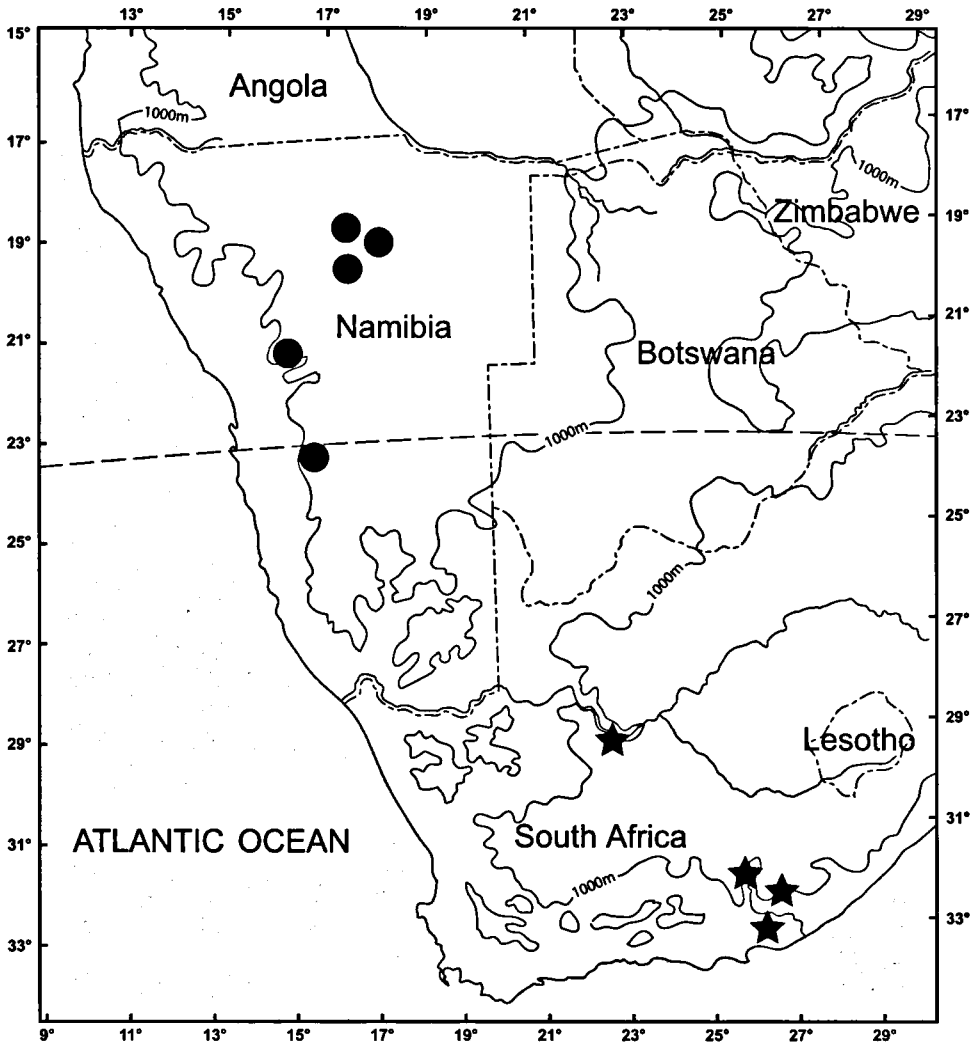 13° 15° 17° 19° 21° 23° 25° 27° 29°
15°
Angola
1000m
17°
17°
1000m
Zimbabwe
19°
19°
Namibia
21°
21°
Botswana
23°
23°
1000m
25°
25°
1000m
27°
27°
29°
29°
Lesotho
ATLANTIC OCEAN
South Africa
31°
31°
1000m
33°
33°
9° 11° 13° 15° 17° 19° 21° 23° 25° 27° 29°